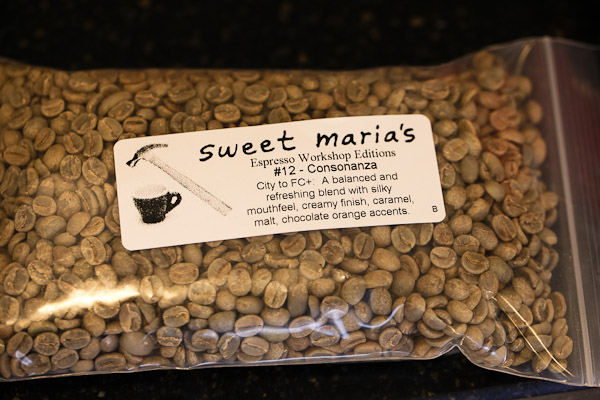 sweet maria's
Espresso Workshop Editions
#12 - Consonanza
City to FC+: A balanced and
refreshing blend with silky
mouthfeel, creamy finish, caramel,
malt, chocolate orange accents.
B